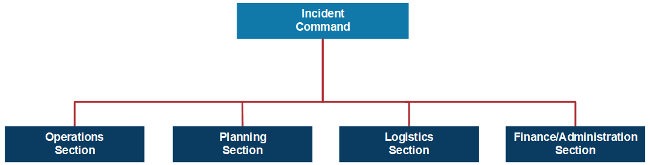 Incident
Command
Operations
Section
Planning
Section
Logistics
Section
Finance/Administration
Section